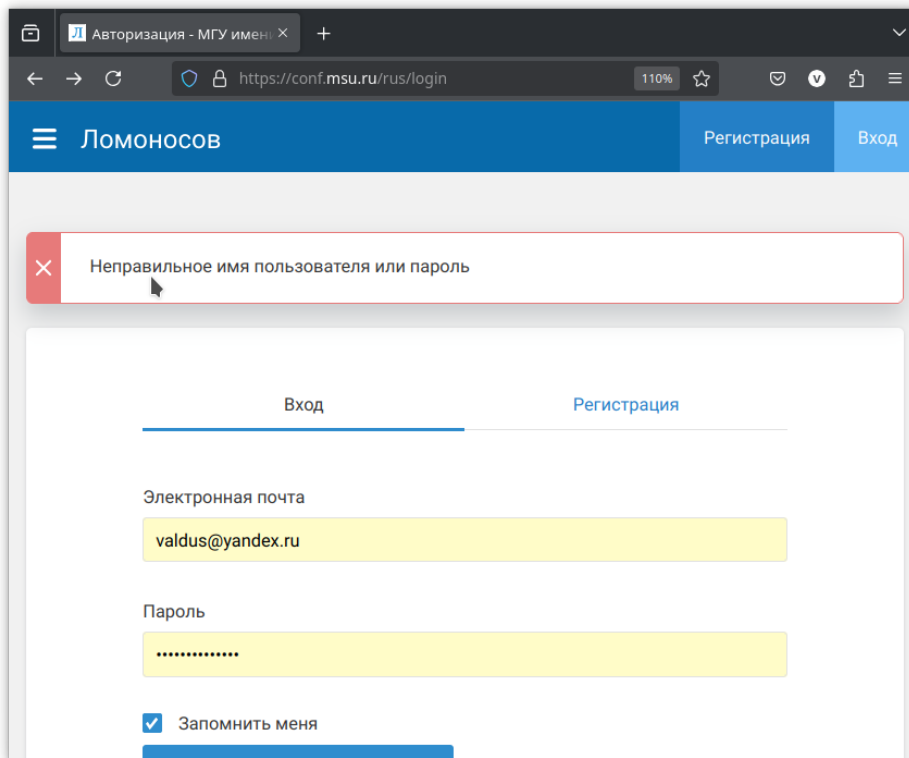 Авторизация - МГУ имени
https://conf.msu.ru/rus/login
110%
Ломоносов
Регистрация
Вход
Неправильное имя пользователя или пароль
Вход
Регистрация
Электронная почта
valdus@yandex.ru
Пароль
••••••••••••••
Запомнить меня